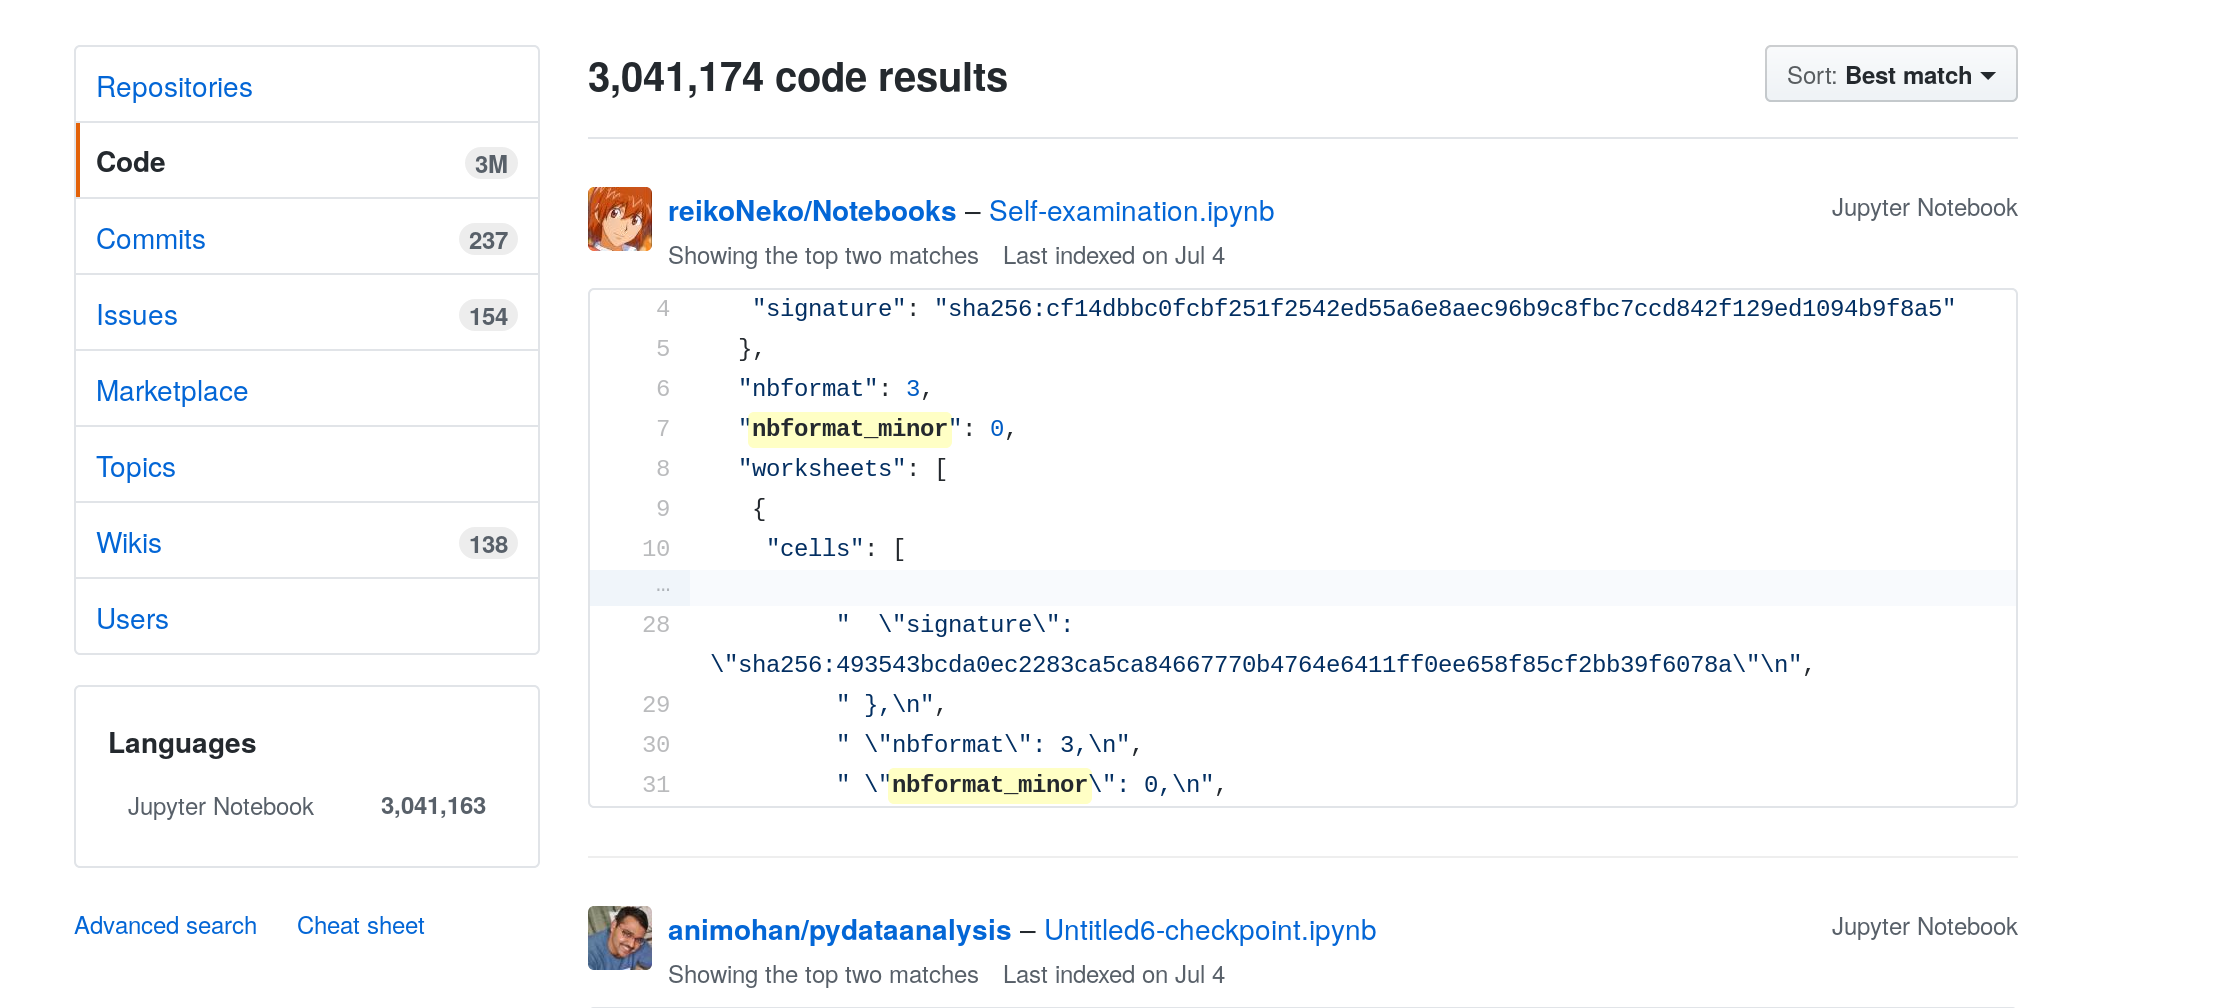 Repositories
Code 3M
Commits 237
Issues 154
Marketplace
Topics
Wikis 138
Users
Languages
Jupyter Notebook 3,041,163
Advanced search Cheat sheet
3,041,174 code results
Sort: Best match
reikoNeko/Notebooks – Self-examination.ipynb
Jupyter Notebook
Showing the top two matches Last indexed on Jul 4
4 "signature": "sha256:cf14dbbc0fcbf251f2542ed55a6e8aec96b9c8fbc7ccd842f129ed1094b9f8a5"
5 },
6 "nbformat": 3,
7 "nbformat_minor": 0,
8 "worksheets": [
9 {
10 "cells": [
…
28 "  \"signature\":
\"sha256:493543bcda0ec2283ca5ca84667770b4764e6411ff0ee658f85cf2bb39f6078a\"\n",
29 " },\n",
30 " \"nbformat\": 3,\n",
31 " \"nbformat_minor\": 0,\n",
animohan/pydataanalysis – Untitled6-checkpoint.ipynb
Jupyter Notebook
Showing the top two matches Last indexed on Jul 4